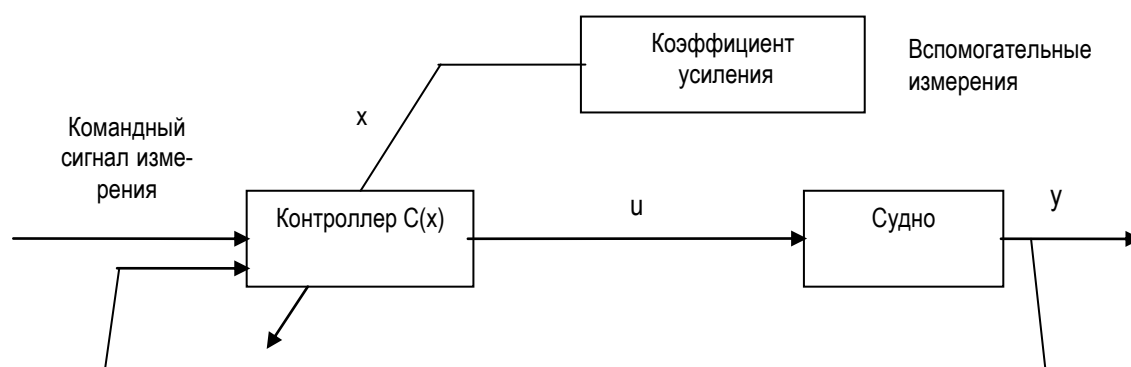 Коэффициент
усиления
Вспомогательные
измерения
x
Командный
сигнал изме-
рения
Контроллер C(x)
u
Судно
y